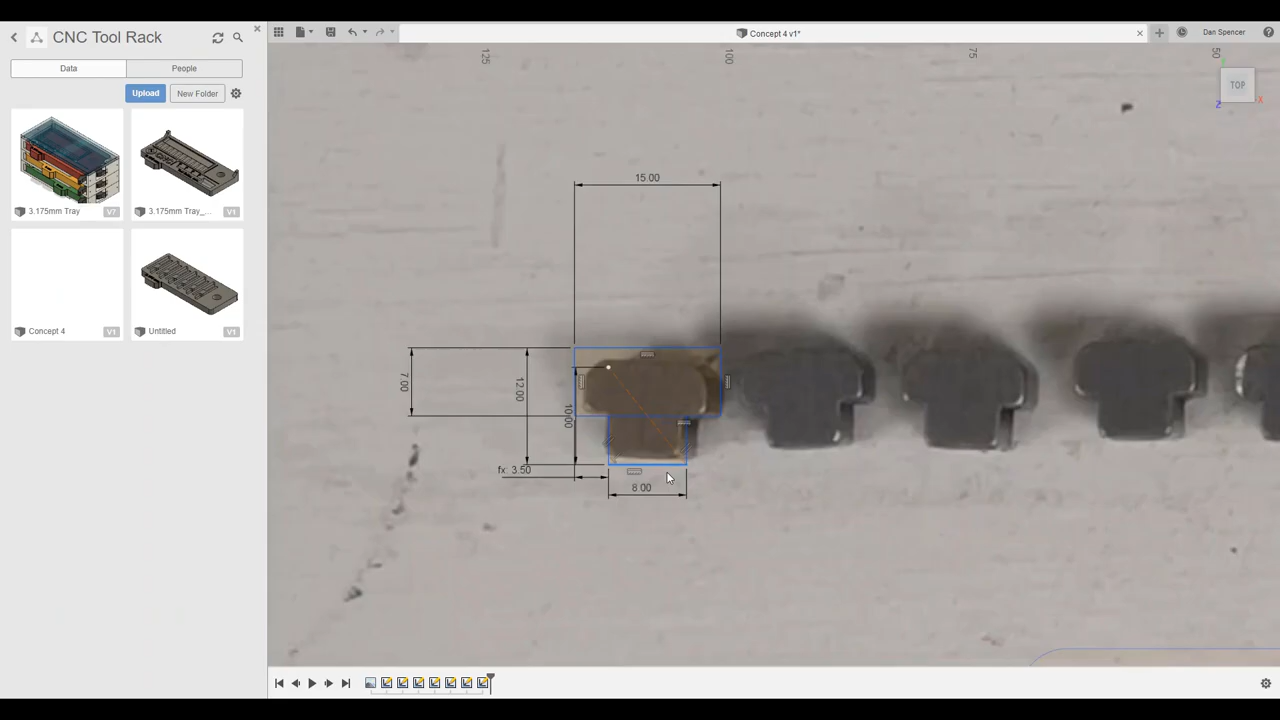 CNC Tool Rack
Concept 4 v1*
Dan Spencer
Data
People
Upload
New Folder
3.175mm Tray
V7
3.175mm Tray_...
V1
Concept 4
V1
Untitled
V1
125
100
75
50
TOP
X
Z
15.00
7.00
12.00
10.00
fx: 3.50
8.00